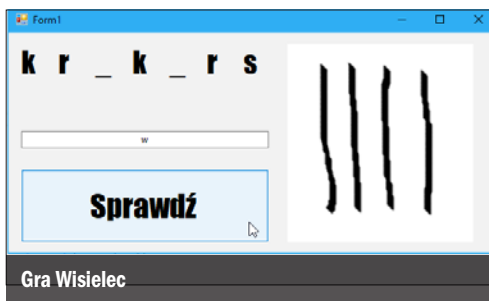 Form1
k r _ k _ r s
w
Sprawdź
Gra Wisielec